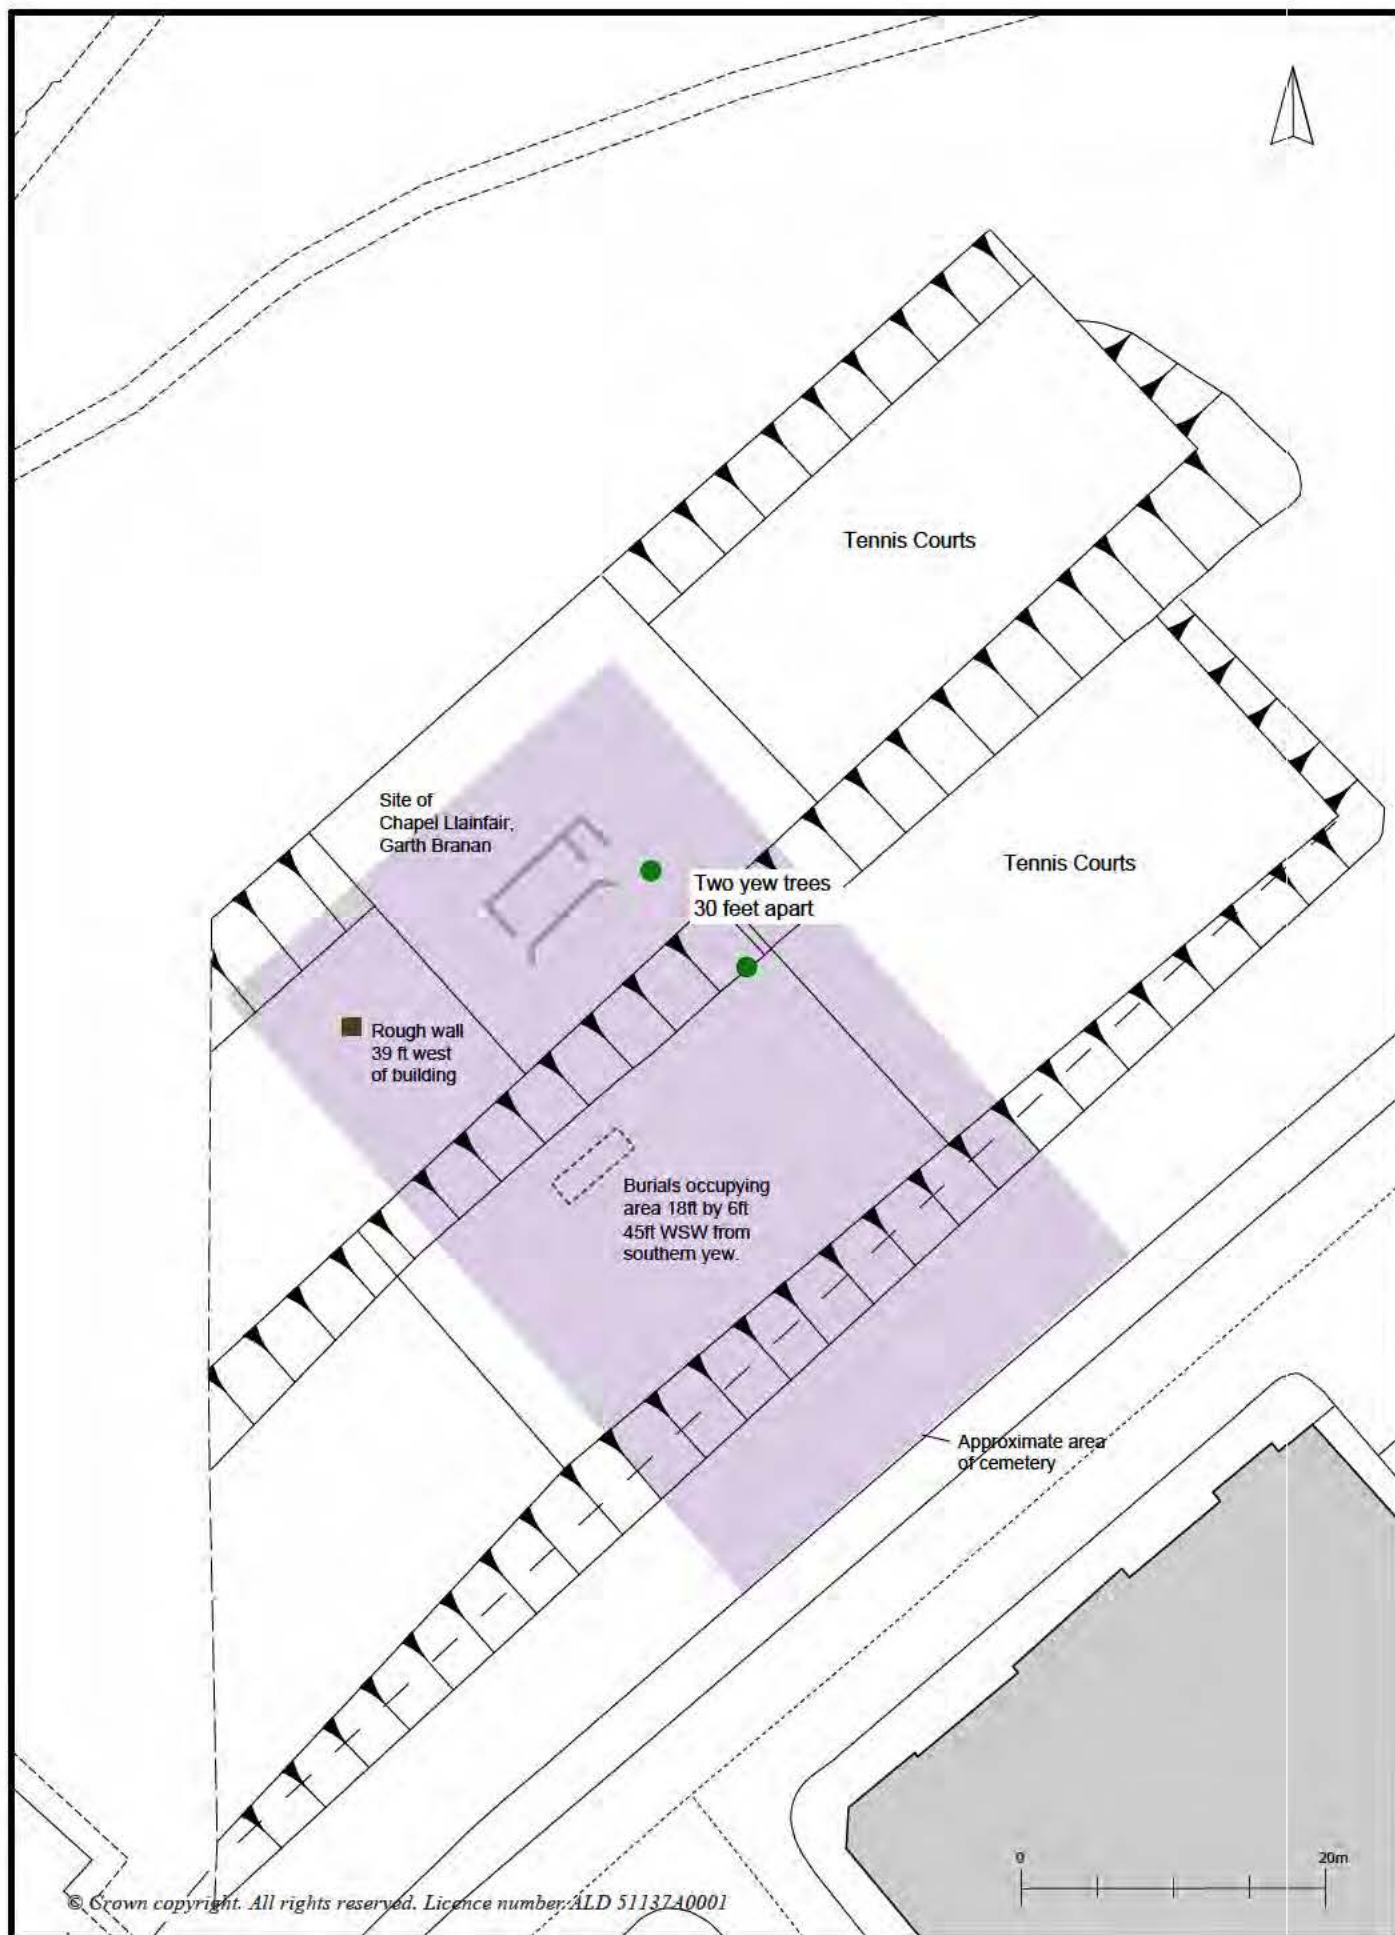 Tennis Courts
Site of
Chapel Llainfair,
Garth Branan
Two yew trees
30 feet apart
Tennis Courts
Rough wall
39 ft west
of building
Burials occupying
area 18ft by 6ft
45ft WSW from
southern yew.
Approximate area
of cemetery
0 20m
© Crown copyright. All rights reserved. Licence number. ALD 51137A0001